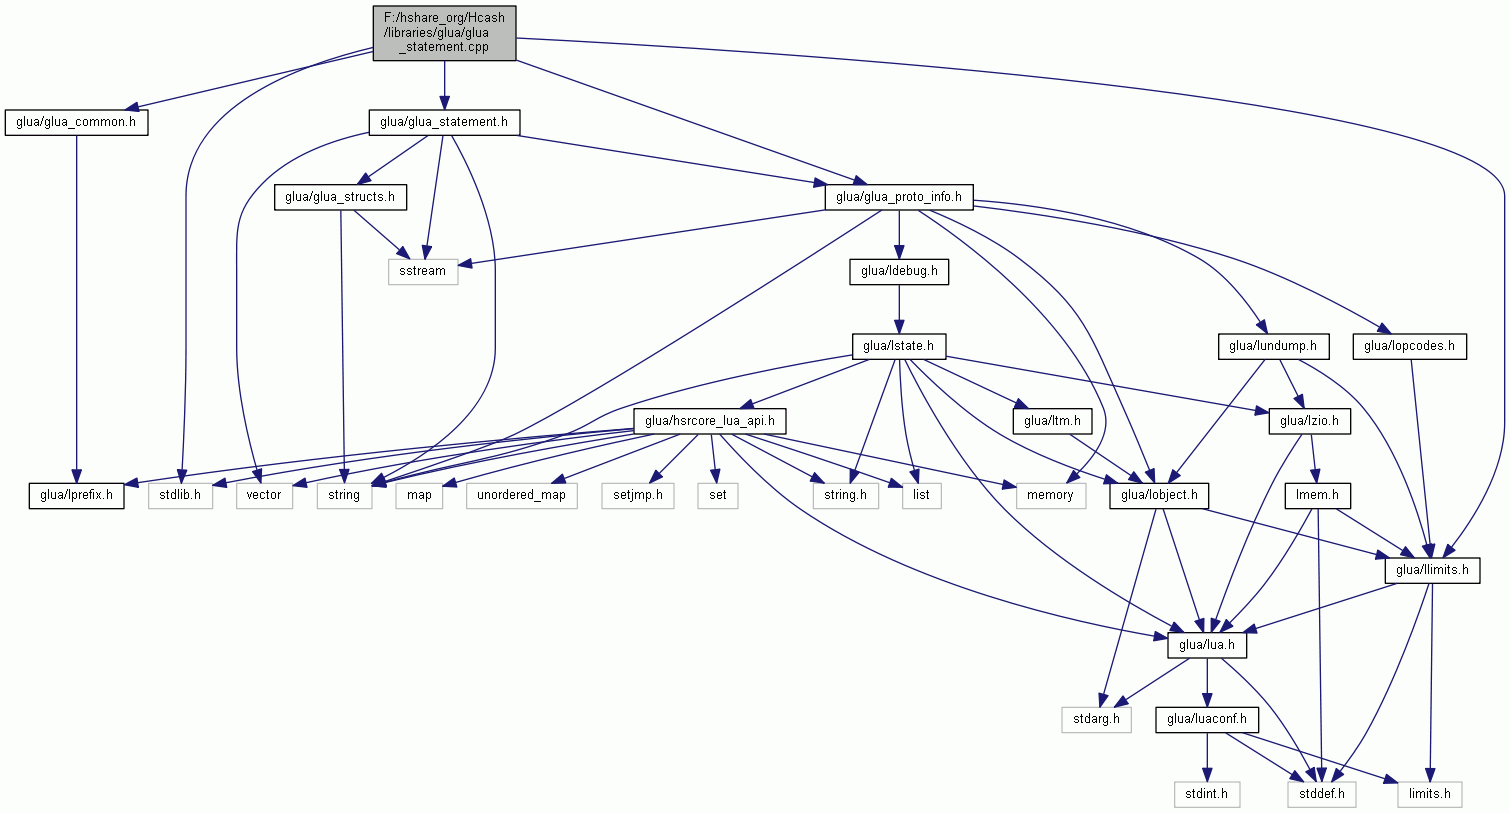 F:/hshare_org/Hcash
/libraries/glua/glua
_statement.cpp
glua/glua_common.h
glua/glua_statement.h
glua/glua_structs.h
glua/glua_proto_info.h
sstream
glua/ldebug.h
glua/lstate.h
glua/lundump.h
glua/lopcodes.h
glua/hsrcore_lua_api.h
glua/ltm.h
glua/lzio.h
glua/lprefix.h
stdlib.h
vector
string
map
unordered_map
setjmp.h
set
string.h
list
memory
glua/lobject.h
lmem.h
glua/llimits.h
glua/lua.h
stdarg.h
glua/luaconf.h
stdint.h
stddef.h
limits.h